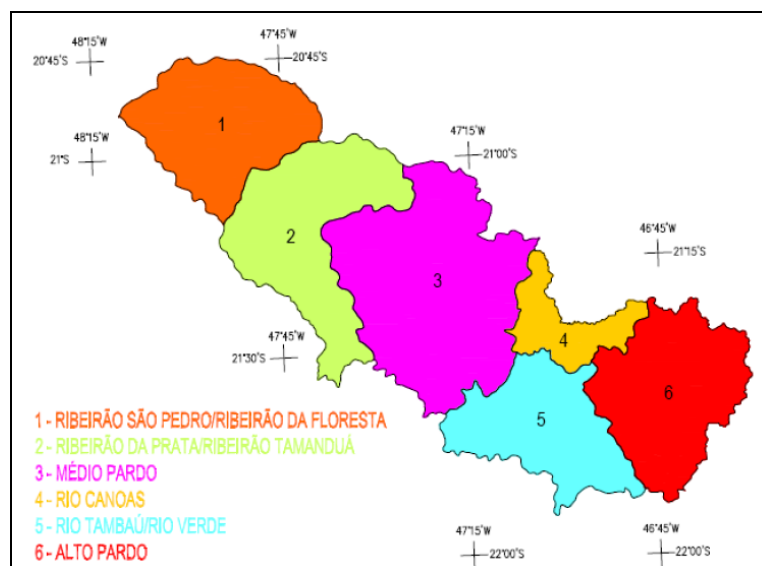 48°15'W
20°45'S
47°45'W
20°45'S
1
48°15'W
21°S
47°15'W
21°00'S
2
46°45'W
21°15'S
3
47°45'W
21°30'S
4
6
5
1 - RIBEIRÃO SÃO PEDRO/RIBEIRÃO DA FLORESTA
2 - RIBEIRÃO DA PRATA/RIBEIRÃO TAMANDUÁ
3 - MÉDIO PARDO
4 - RIO CANOAS
5 - RIO TAMBAÚ/RIO VERDE
6 - ALTO PARDO
47°15'W
22°00'S
46°45'W
22°00'S